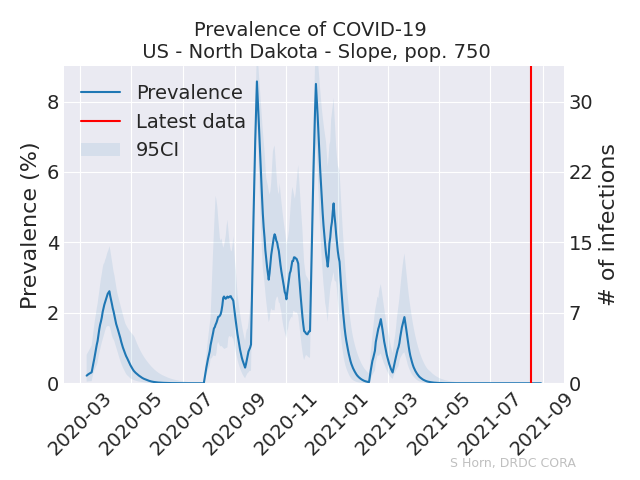 Prevalence of COVID-19
US - North Dakota - Slope, pop. 750
Prevalence
Latest data
95CI
Prevalence (%)
8
6
4
2
0
# of infections
30
22
15
7
0
2020-03
2020-05
2020-07
2020-09
2020-11
2021-01
2021-03
2021-05
2021-07
2021-09
S Horn, DRDC CORA